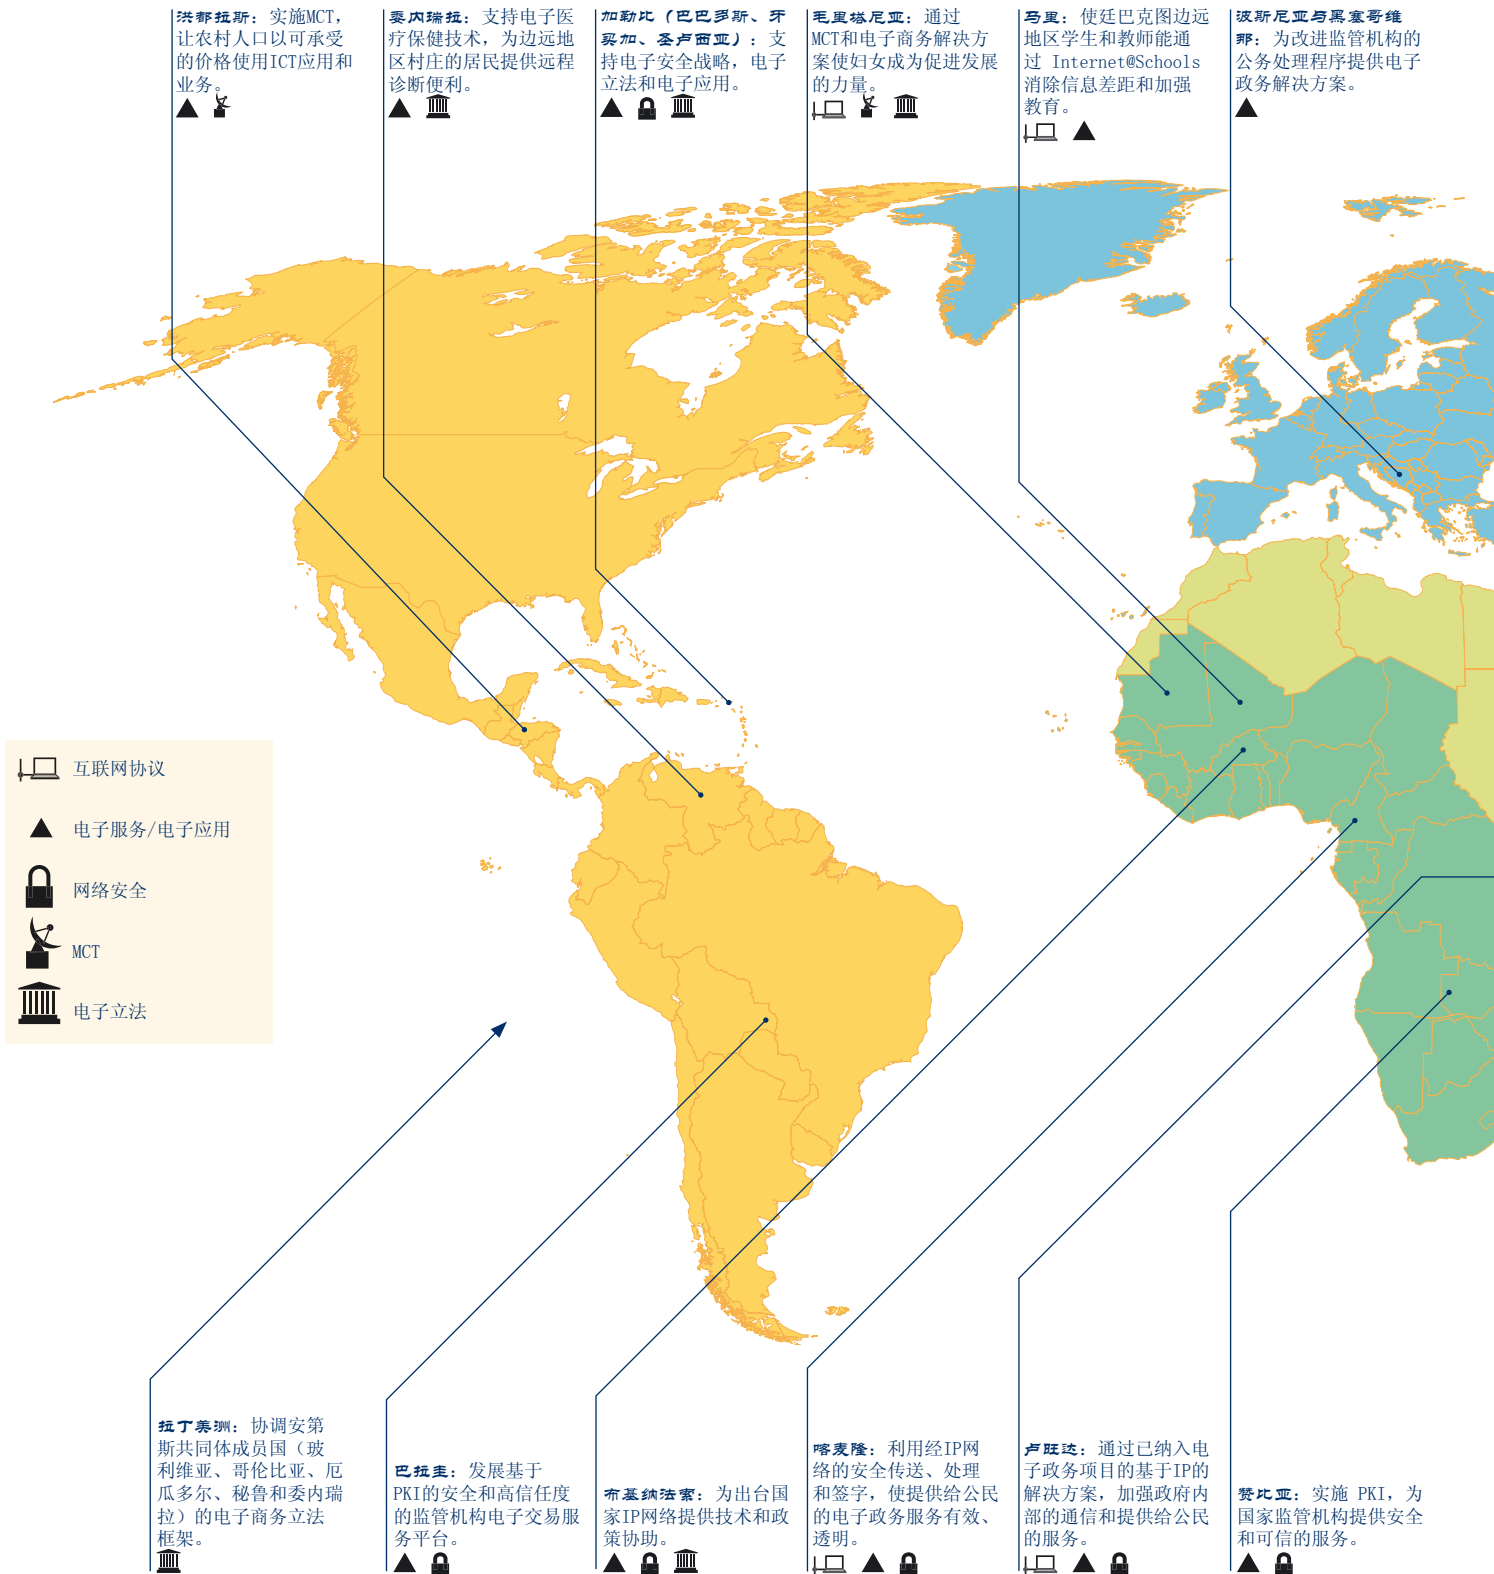 洪都拉斯：实施MCT，
让农村人口以可承受
的价格使用ICT应用和
业务。
委内瑞拉：支持电子医
疗保健技术，为边远地
区村庄的居民提供远程
诊断便利。
加勒比（巴巴多斯、牙
买加、圣卢西亚）：支
持电子安全战略，电子
立法和电子应用。
毛里塔尼亚：通过
MCT和电子商务解决方
案使妇女成为促进发展
的力量。
马里：使廷巴克图边远
地区学生和教师能通
过 Internet@Schools
消除信息差距和加强
教育。
波斯尼亚与黑塞哥维
那：为改进监管机构的
公务处理程序提供电子
政务解决方案。
互联网协议
电子服务/电子应用
网络安全
MCT
电子立法
拉丁美洲：协调安第
斯共同体成员国（玻
利维亚、哥伦比亚、厄
瓜多尔、秘鲁和委内瑞
拉）的电子商务立法
框架。
巴拉圭：发展基于
PKI的安全和高信任度
的监管机构电子交易服
务平台。
布基纳法索：为出台国
家IP网络提供技术和政
策协助。
喀麦隆：利用经IP网
络的安全传送、处理
和签字，使提供给公民
的电子政务服务有效、
透明。
卢旺达：通过已纳入电
子政务项目的基于IP的
解决方案，加强政府内
部的通信和提供给公民
的服务。
赞比亚：实施 PKI，为
国家监管机构提供安全
和可信的服务。